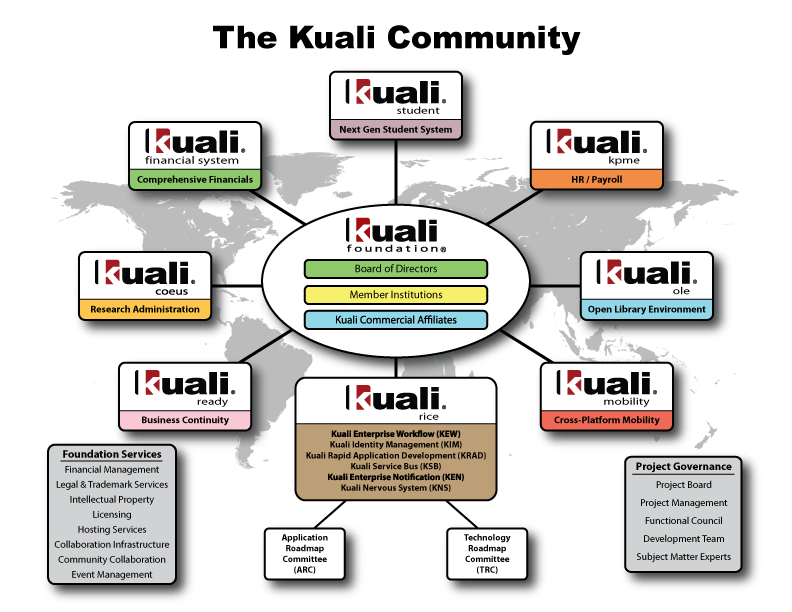 The Kuali Community
Kuali®
student
Next Gen Student System
Kuali®
financial system
Comprehensive Financials
Kuali®
kpme
HR / Payroll
Kuali
foundation®
Board of Directors
Member Institutions
Kuali Commercial Affiliates
Kuali®
coeus
Research Administration
Kuali®
ole
Open Library Environment
Kuali®
ready
Business Continuity
Kuali®
rice
Kuali Enterprise Workflow (KEW)
Kuali Identity Management (KIM)
Kuali Rapid Application Development (KRAD)
Kuali Service Bus (KSB)
Kuali Enterprise Notification (KEN)
Kuali Nervous System (KNS)
Kuali®
mobility
Cross-Platform Mobility
Foundation Services
Financial Management
Legal & Trademark Services
Intellectual Property
Licensing
Hosting Services
Collaboration Infrastructure
Community Collaboration
Event Management
Application
Roadmap
Committee
(ARC)
Technology
Roadmap
Committee
(TRC)
Project Governance
Project Board
Project Management
Functional Council
Development Team
Subject Matter Experts